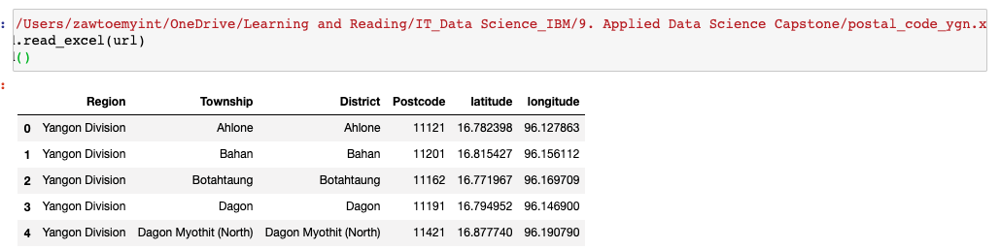 : /Users/zawtoemyint/OneDrive/Learning and Reading/IT_Data Science_IBM/9. Applied Data Science Capstone/postal_code_ygn.x
.read_excel(url)
()
:
Region Township District Postcode latitude longitude
0 Yangon Division Ahlone Ahlone 11121 16.782398 96.127863
1 Yangon Division Bahan Bahan 11201 16.815427 96.156112
2 Yangon Division Botahtaung Botahtaung 11162 16.771967 96.169709
3 Yangon Division Dagon Dagon 11191 16.794952 96.146900
4 Yangon Division Dagon Myothit (North) Dagon Myothit (North) 11421 16.877740 96.190790